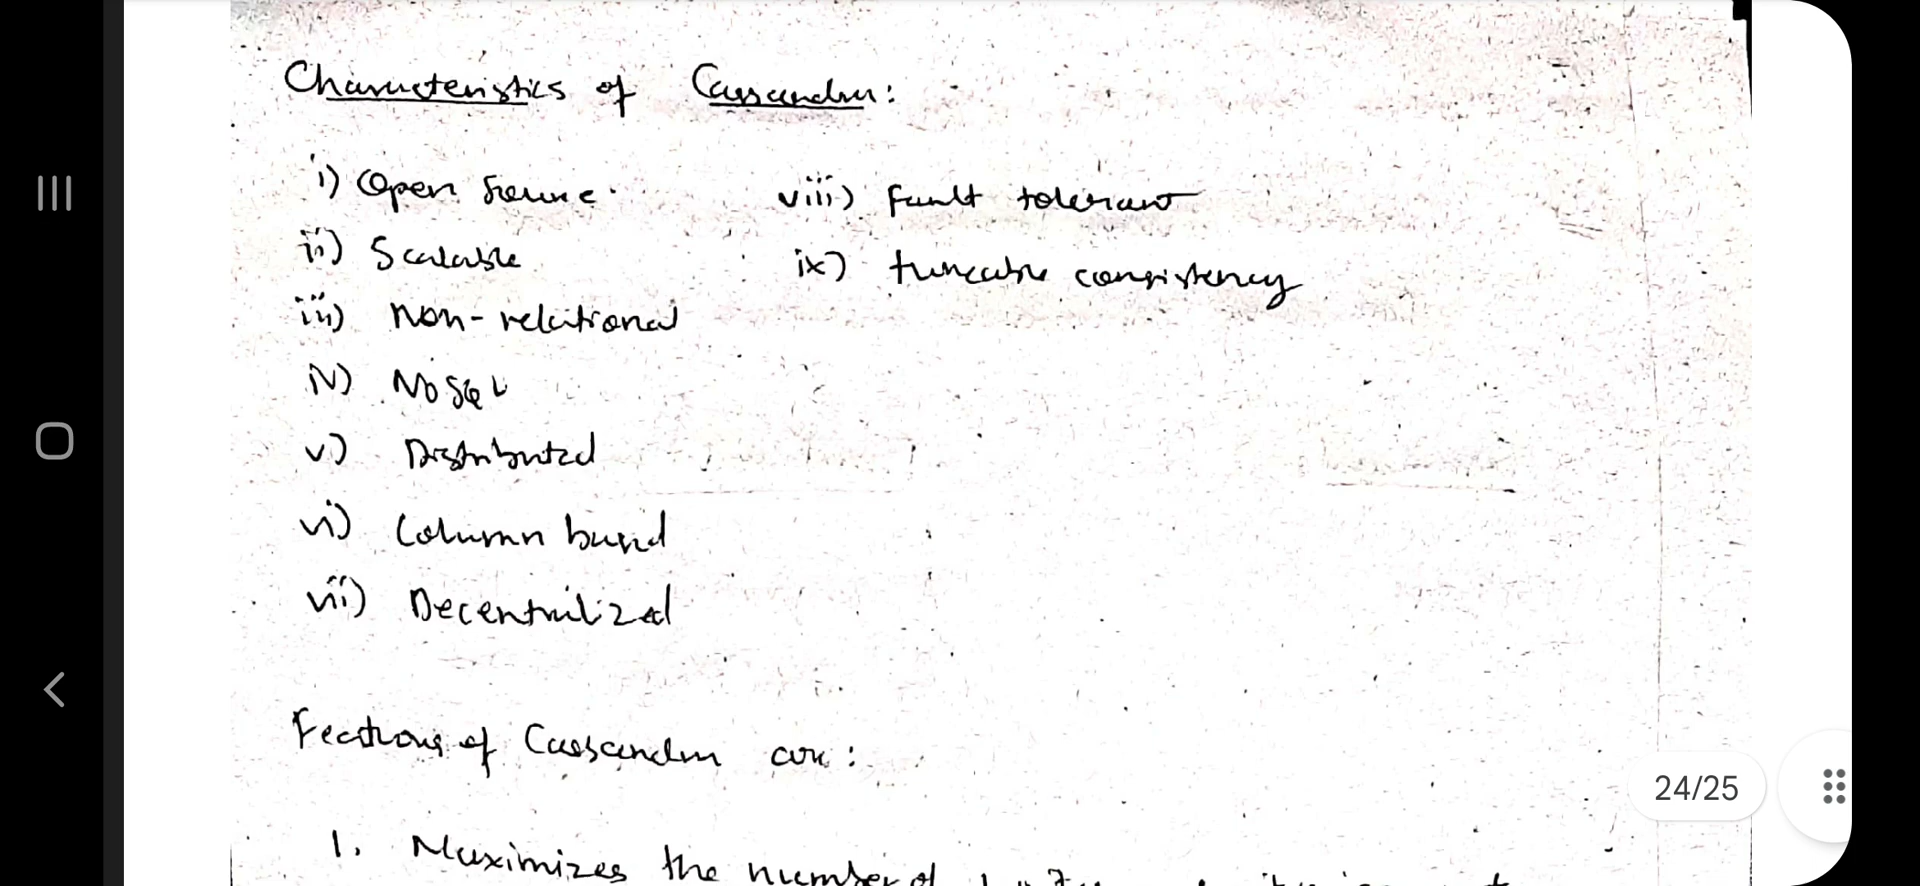 Characteristics of Cassandra:
i) Open Source.
ii) Scalable
iii) Non-relational
iv) NoSQL
v) Distributed
vi) Column based
vii) Decentralized
viii) Fault tolerant
ix) tuneable consistency
Features of Cassandra are:
1. Maximizes the number of
24/25